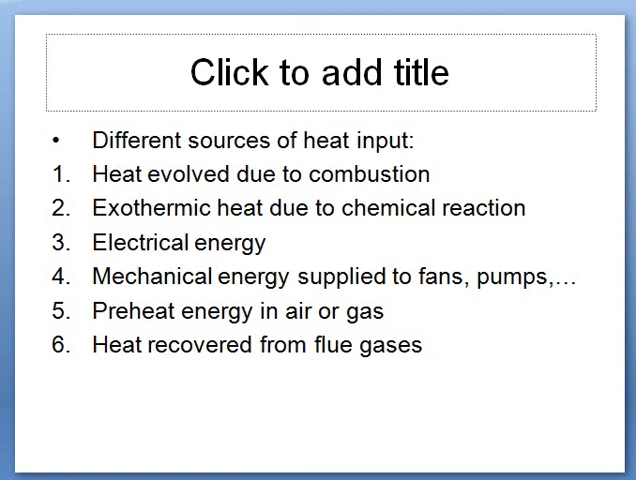 Click to add title
• Different sources of heat input:
1. Heat evolved due to combustion
2. Exothermic heat due to chemical reaction
3. Electrical energy
4. Mechanical energy supplied to fans, pumps,…
5. Preheat energy in air or gas
6. Heat recovered from flue gases